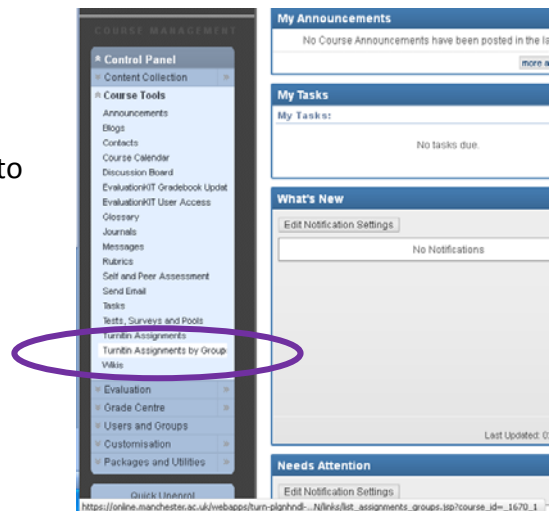 to
COURSE MANAGEMENT
Control Panel
Content Collection
Course Tools
Announcements
Blogs
Contacts
Course Calendar
Discussion Board
EvaluationKIT Gradebook Updat
EvaluationKIT User Access
Glossary
Journals
Messages
Rubrics
Self and Peer Assessment
Send Email
Tasks
Tests, Surveys and Pools
Turnitin Assignments
Turnitin Assignments by Group
Wikis
Evaluation
Grade Centre
Users and Groups
Customisation
Packages and Utilities
Quick Unenrol
My Announcements
No Course Announcements have been posted in the la
more a
My Tasks
My Tasks:
No tasks due.
What's New
Edit Notification Settings
No Notifications
Last Updated: 0
Needs Attention
Edit Notification Settings
https://online.manchester.ac.uk/webapps/turn-plgnhndl-...N/links/list_assignments_groups.jsp?course_id=_1670_1